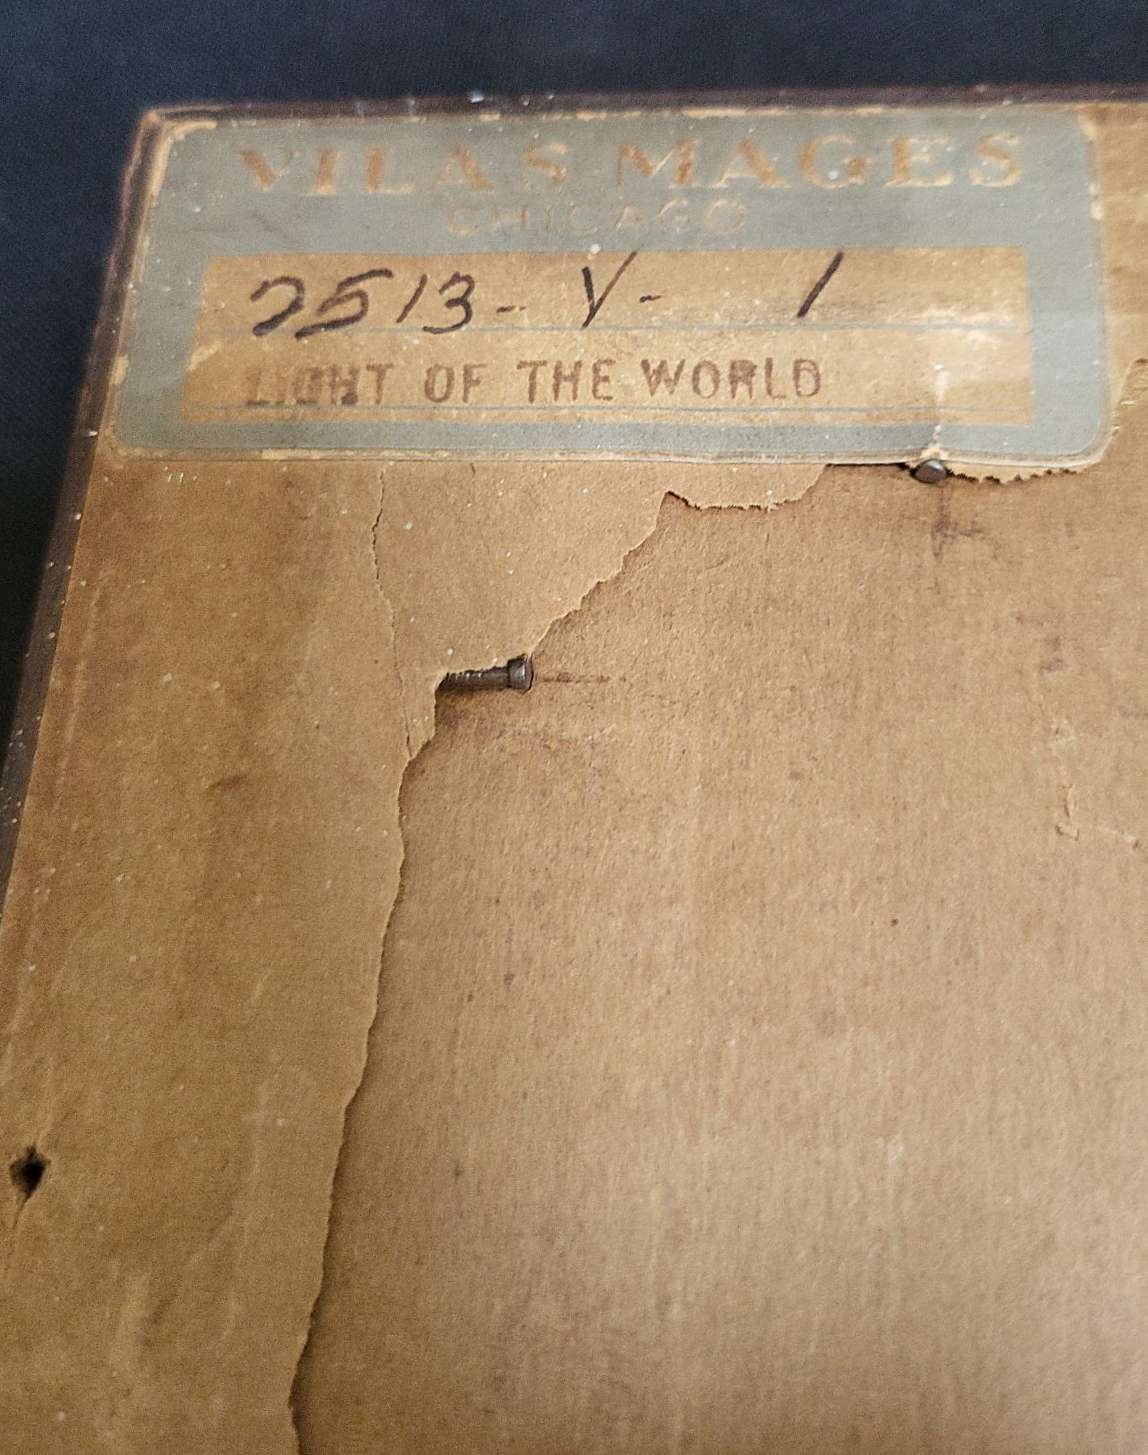 VILAS MAGES
CHICAGO
2513 - Y - 1
LIGHT OF THE WORLD